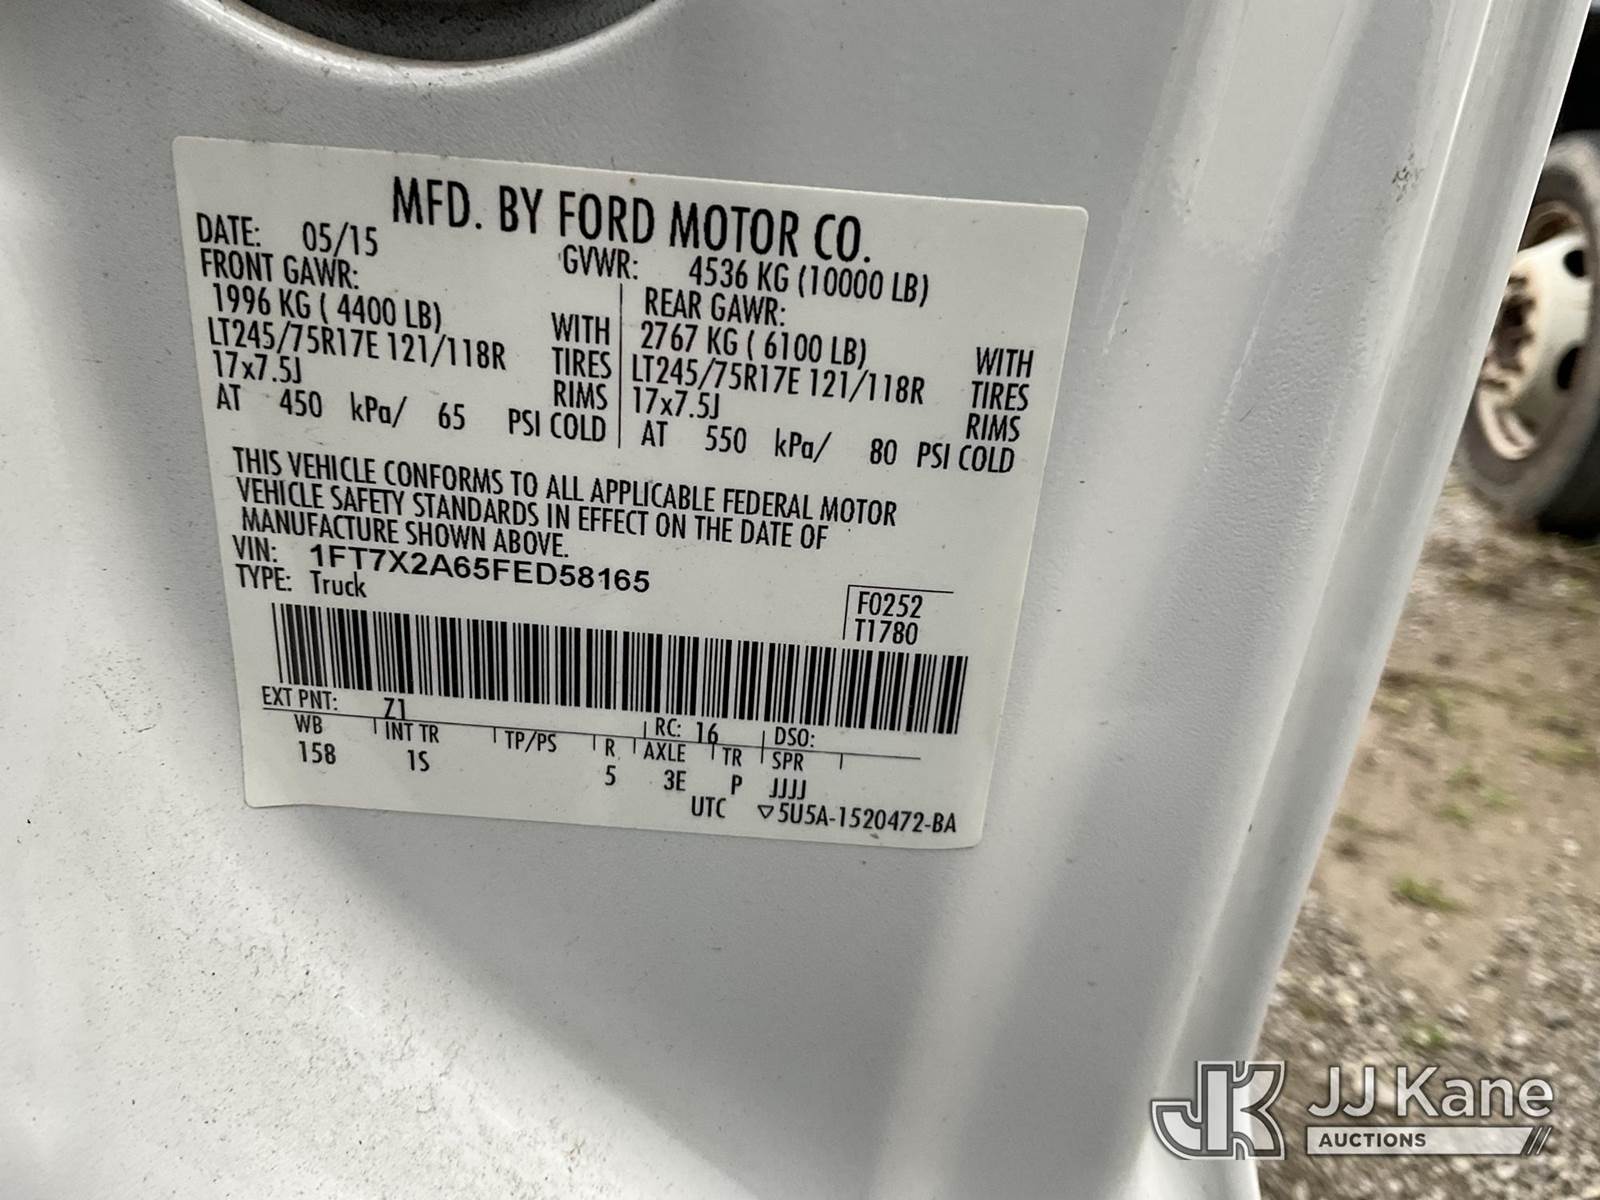 MFD. BY FORD MOTOR CO.
DATE: 05/15 GVWR: 4536 KG (10000 LB)
FRONT GAWR: REAR GAWR:
1996 KG ( 4400 LB) WITH 2767 KG ( 6100 LB) WITH
LT245/75R17E 121/118R TIRES LT245/75R17E 121/118R TIRES
17x7.5J RIMS 17x7.5J RIMS
AT 450 kPa/ 65 PSI COLD AT 550 kPa/ 80 PSI COLD
THIS VEHICLE CONFORMS TO ALL APPLICABLE FEDERAL MOTOR
VEHICLE SAFETY STANDARDS IN EFFECT ON THE DATE OF
MANUFACTURE SHOWN ABOVE.
VIN: 1FT7X2A65FED58165
TYPE: Truck
F0252
T1780
EXT PNT: Z1 RC: 16 DSO:
WB INT TR TP/PS R AXLE TR SPR
158 1S 5 3E P JJJJ
UTC ▽5U5A-1520472-BA
JK JJ Kane
AUCTIONS